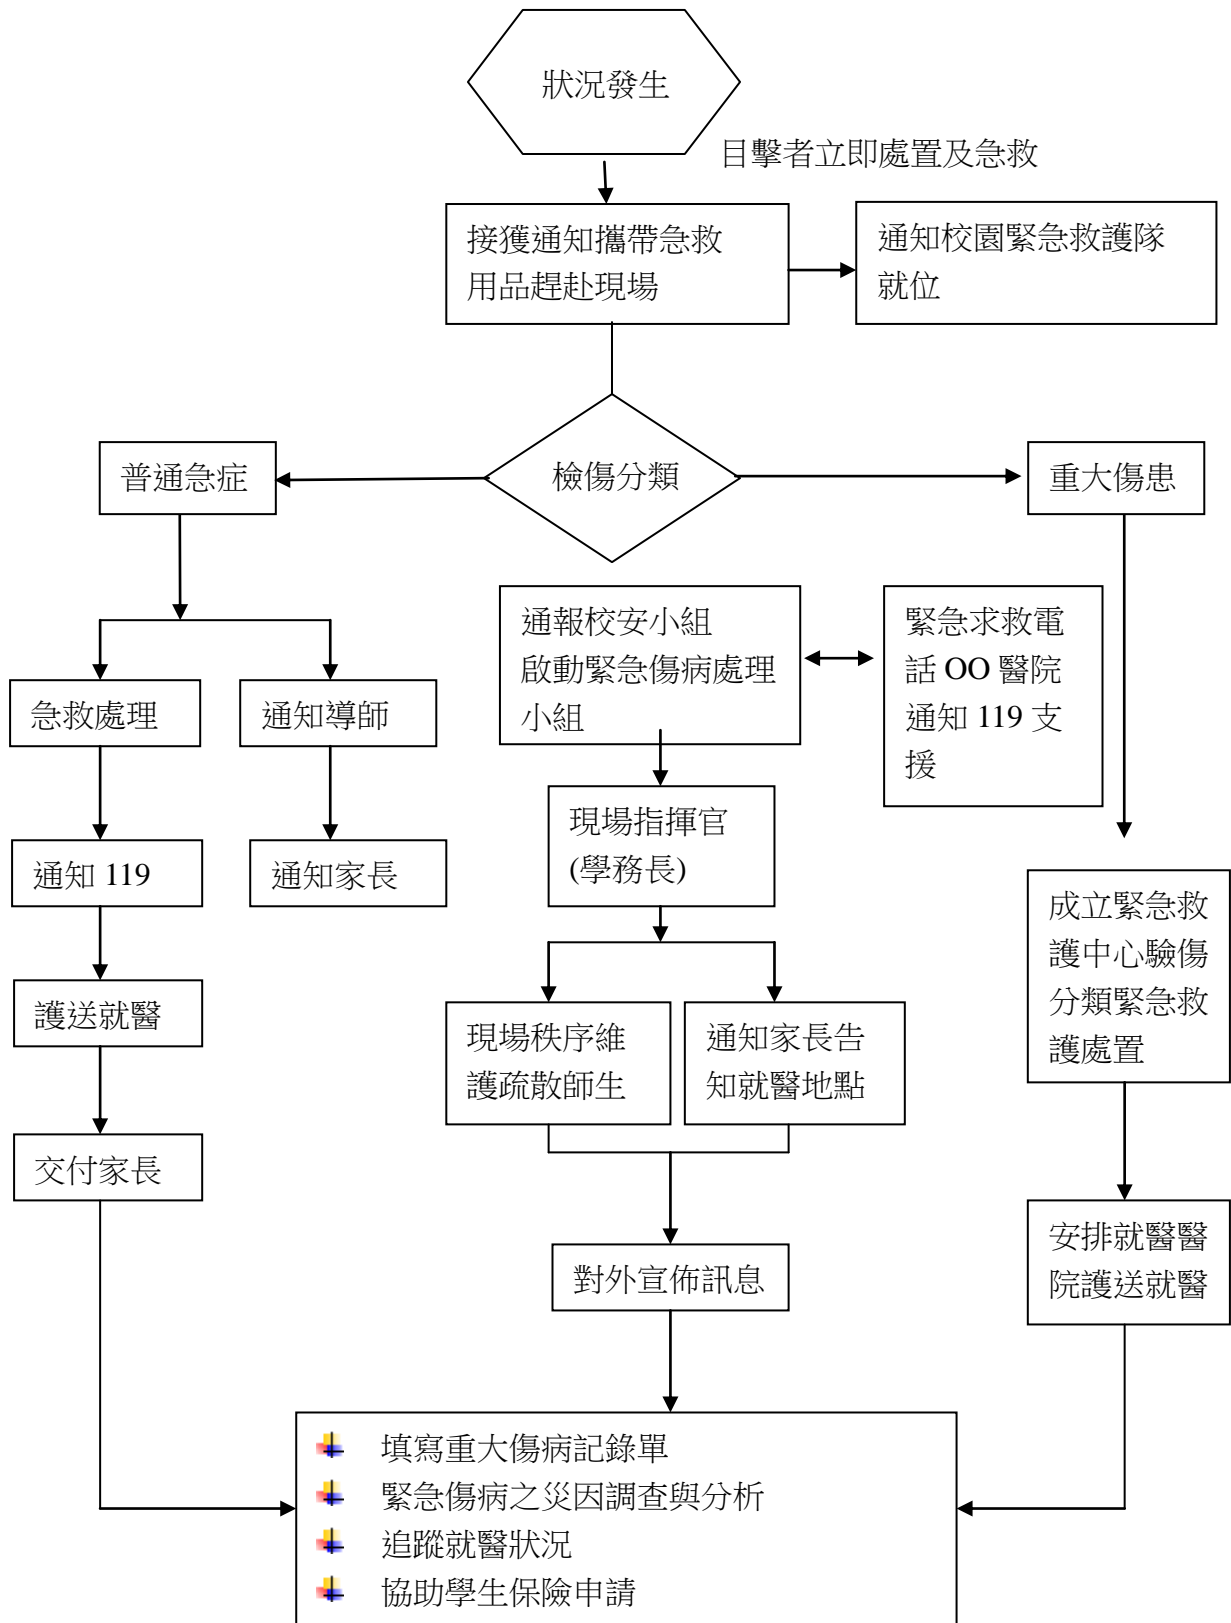 狀況發生
目擊者立即處置及急救
接獲通知攜帶急救
用品趕赴現場
通知校園緊急救護隊
就位
普通急症
檢傷分類
重大傷患
通報校安小組
啟動緊急傷病處理
小組
緊急求救電
話 OO 醫院
通知 119 支
援
急救處理
通知導師
現場指揮官
(學務長)
通知 119
通知家長
成立緊急救
護中心驗傷
分類緊急救
護處置
護送就醫
現場秩序維
護疏散師生
通知家長告
知就醫地點
交付家長
安排就醫醫
院護送就醫
對外宣佈訊息
填寫重大傷病記錄單
緊急傷病之災因調查與分析
追蹤就醫狀況
協助學生保險申請